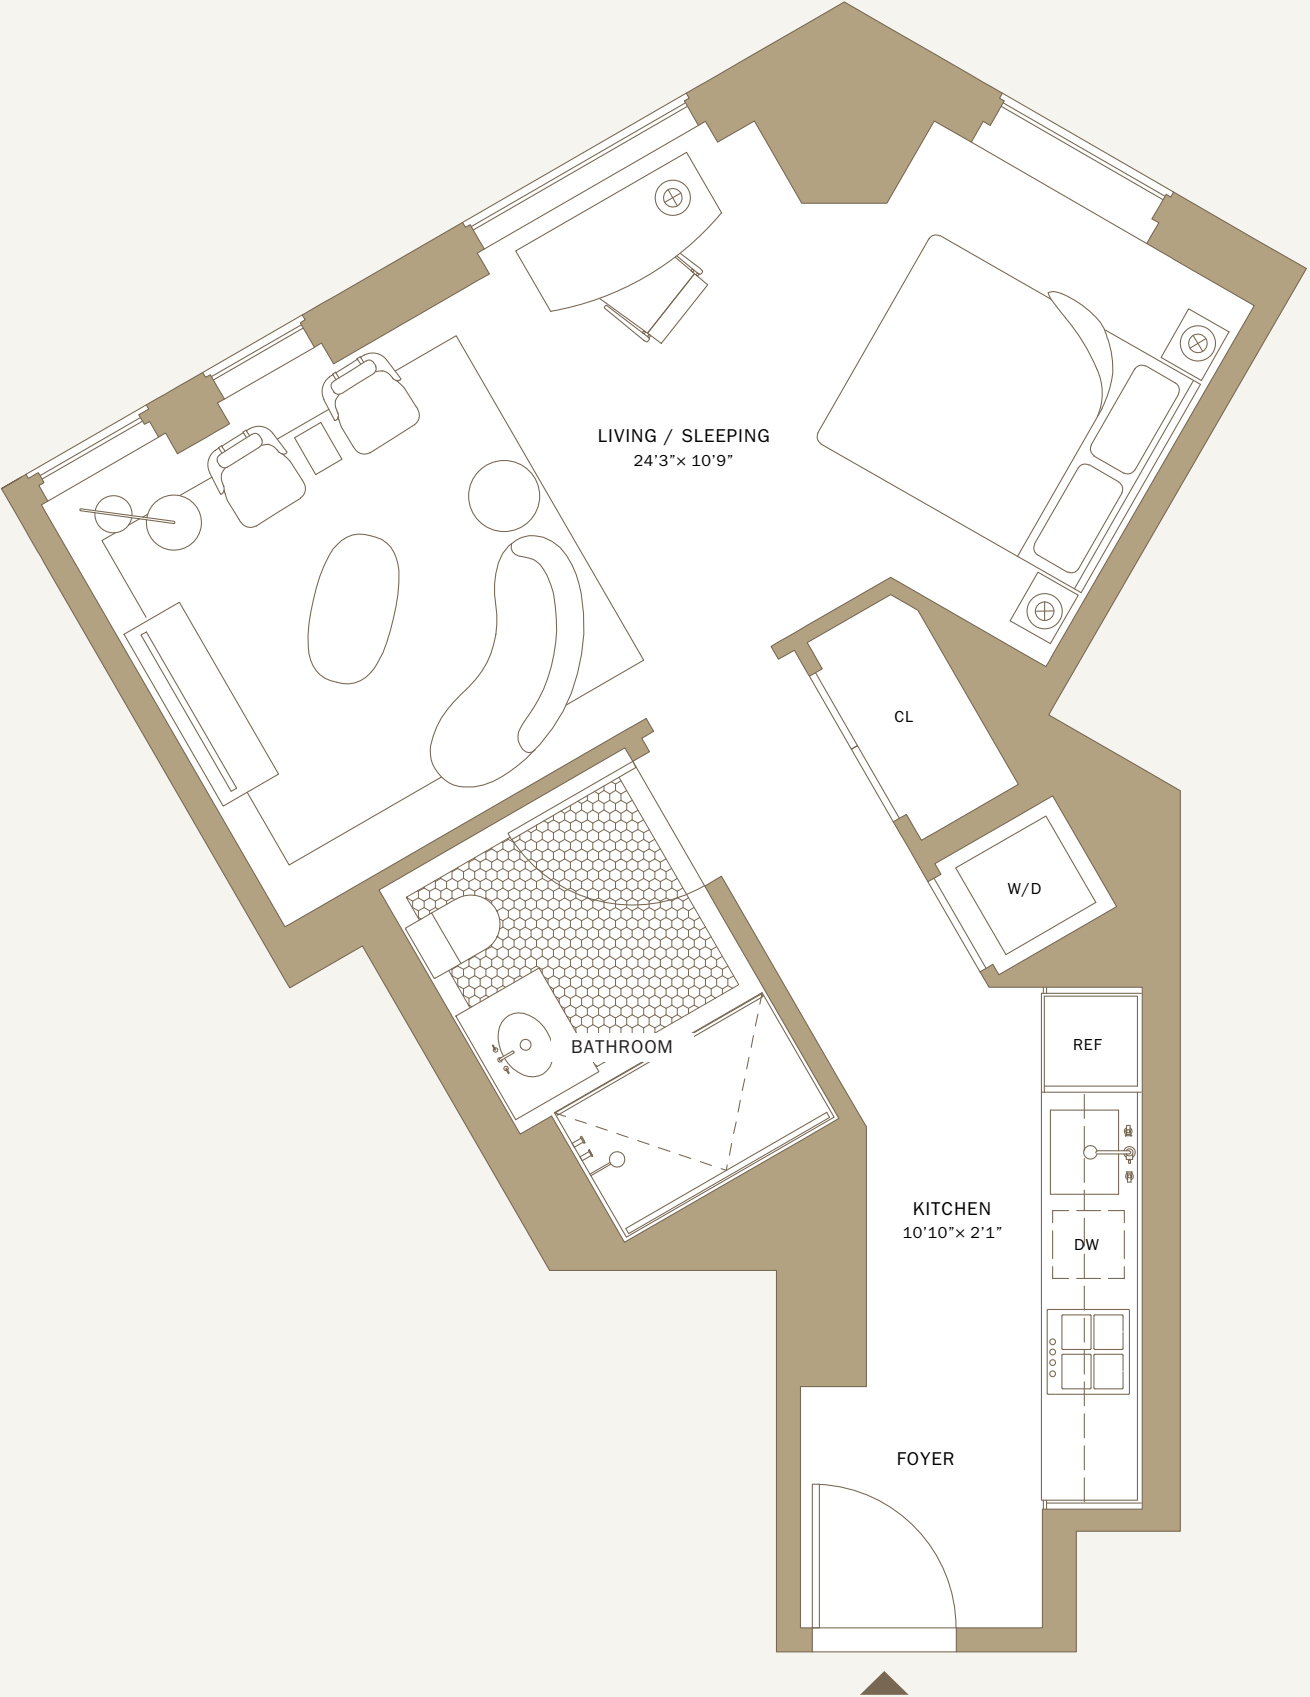 LIVING / SLEEPING
24’3”× 10’9”
CL
W/D
REF
BATHROOM
KITCHEN
10’10”× 2’1”
DW
FOYER